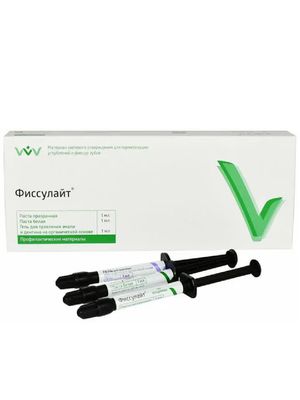 VVV
Материал светового отверждения для герметизации
углублений и фиссур зубов
Фиссулайт®
Паста прозрачная 1 мл
Паста белая 1 мл
Гель для травления эмали
и дентина на органической основе 1 мл
Профилактические материалы
Фиссулайт